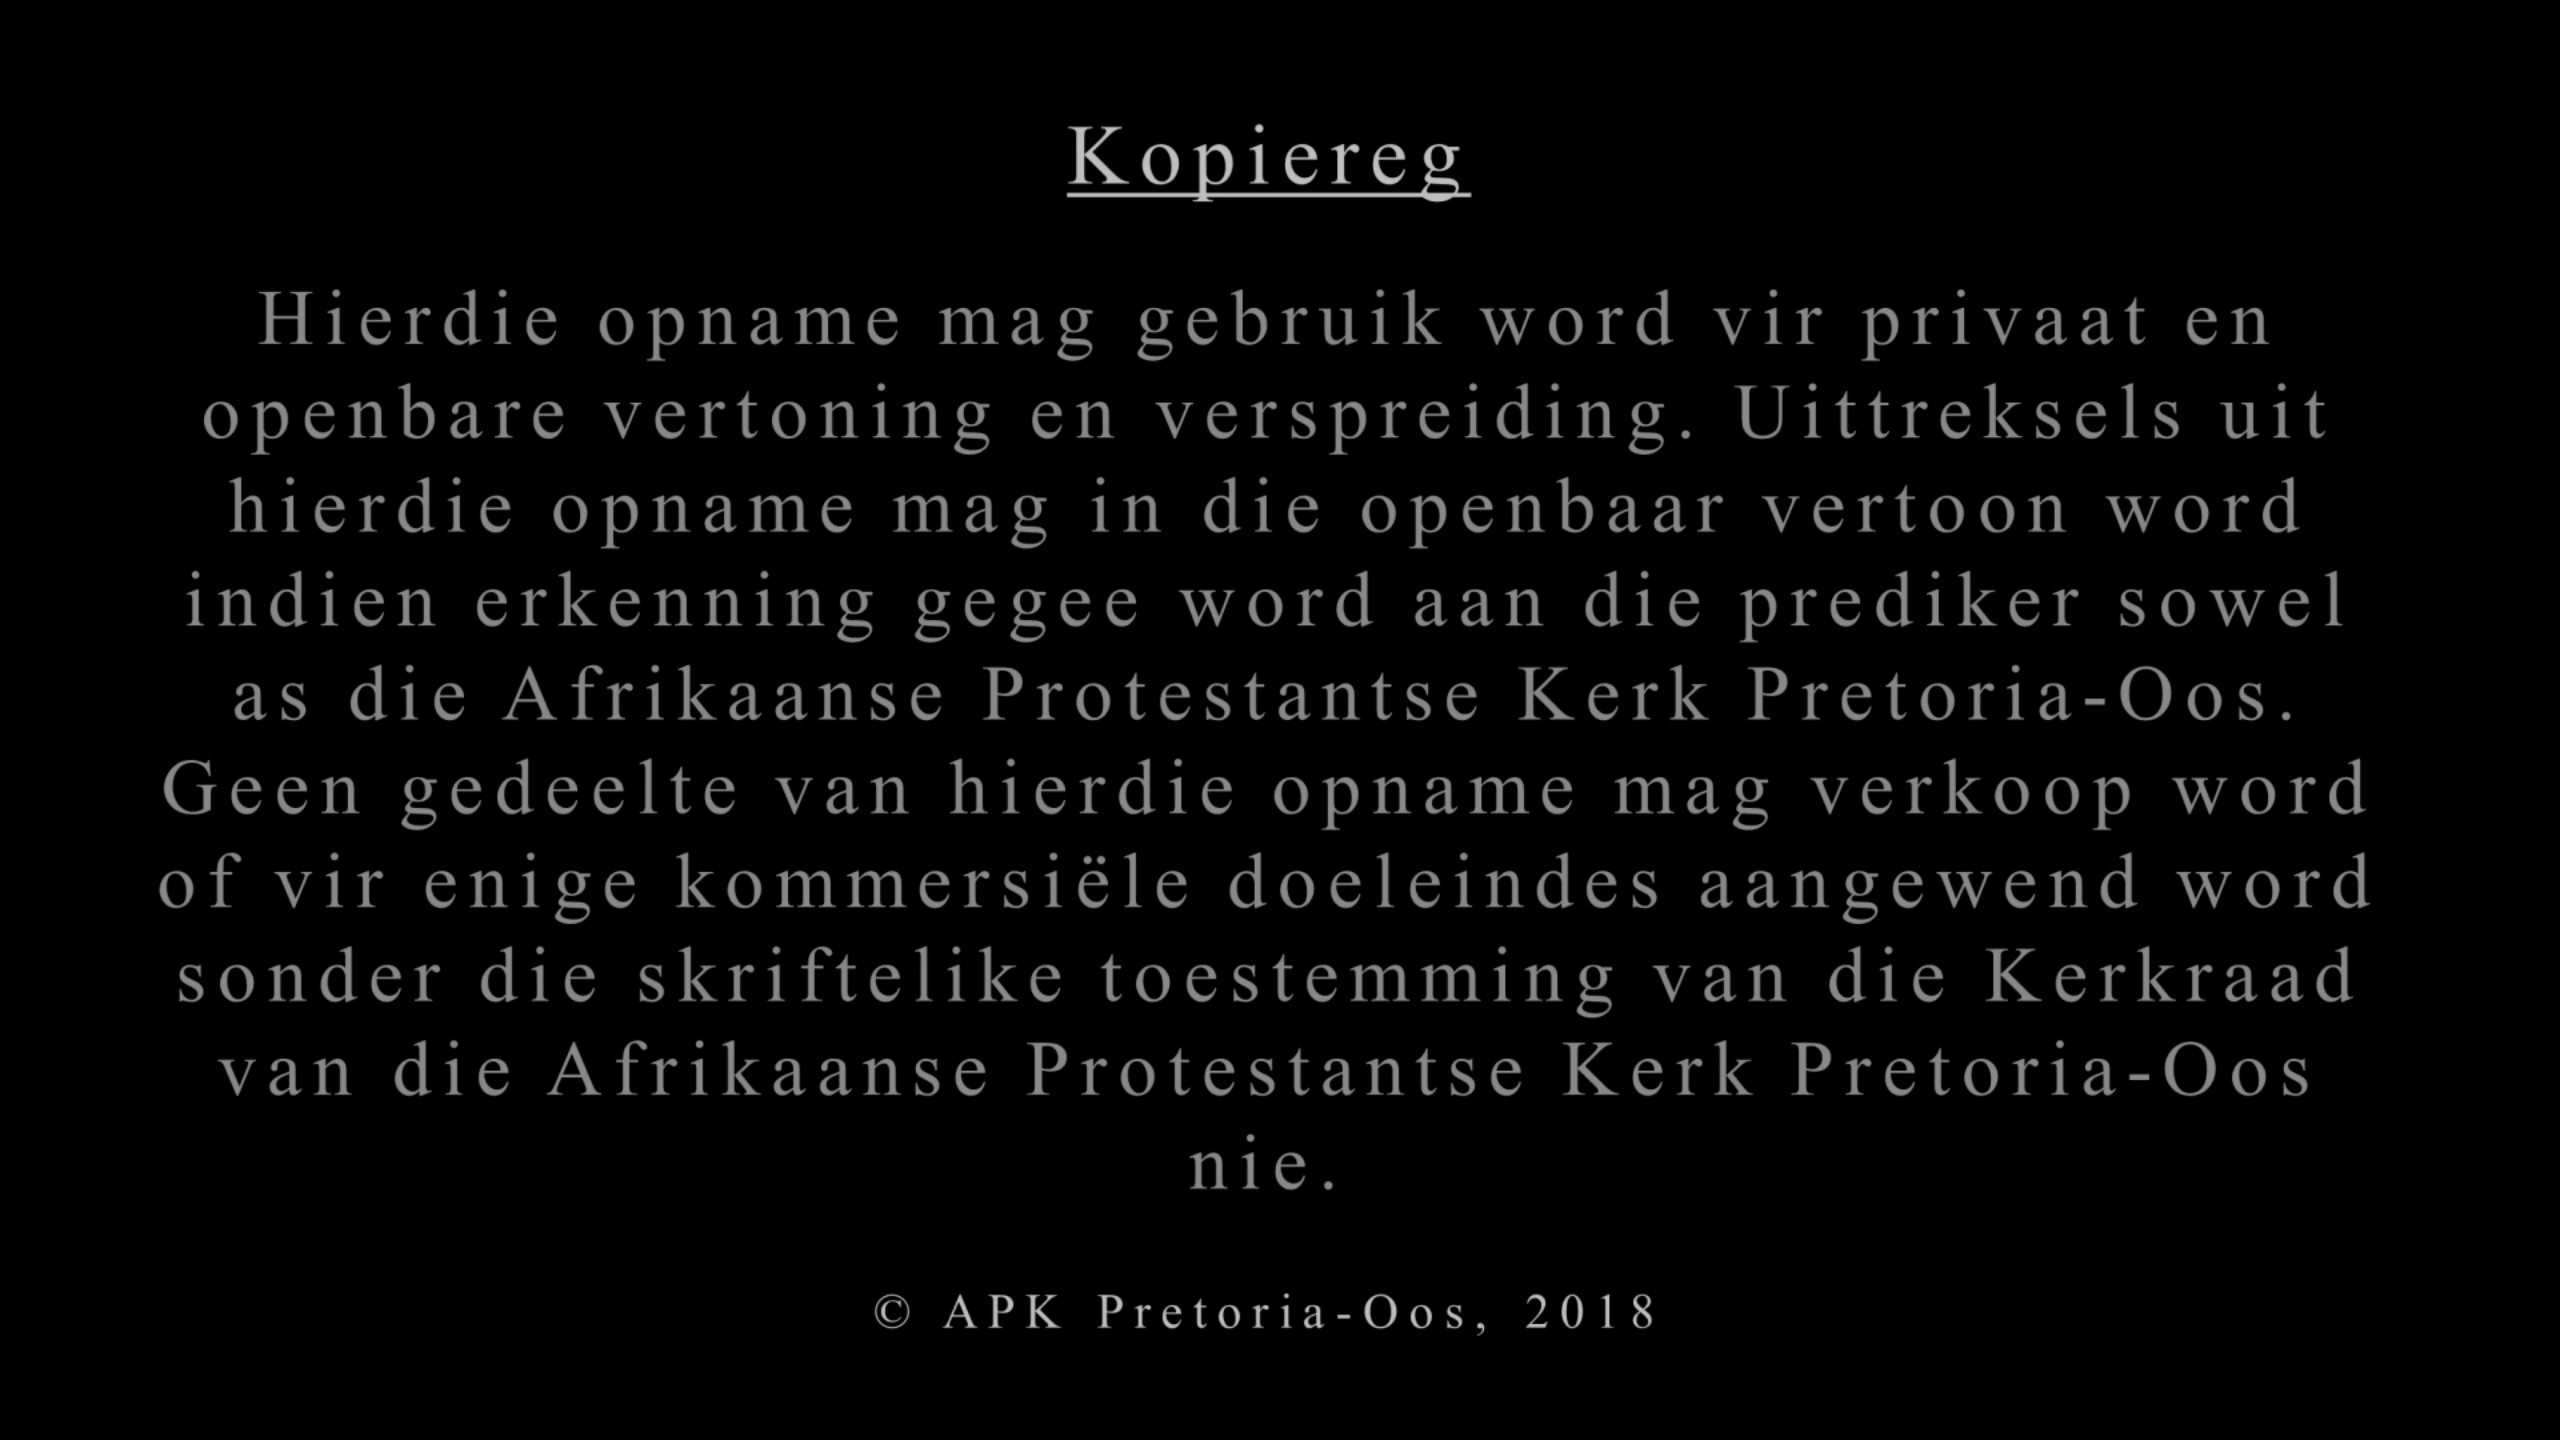 Kopiereg
Hierdie opname mag gebruik word vir privaat en
openbare vertoning en verspreiding. Uittreksels uit
hierdie opname mag in die openbaar vertoon word
indien erkenning gegee word aan die prediker sowel
as die Afrikaanse Protestantse Kerk Pretoria-Oos.
Geen gedeelte van hierdie opname mag verkoop word
of vir enige kommersiële doeleindes aangewend word
sonder die skriftelike toestemming van die Kerkraad
van die Afrikaanse Protestantse Kerk Pretoria-Oos
nie.
© APK Pretoria-Oos, 2018